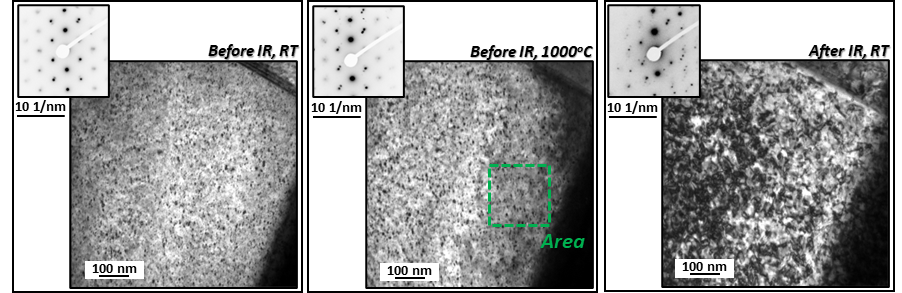 Before IR, RT
10 1/nm
100 nm
Before IR, 1000°C
10 1/nm
Area
100 nm
After IR, RT
10 1/nm
100 nm